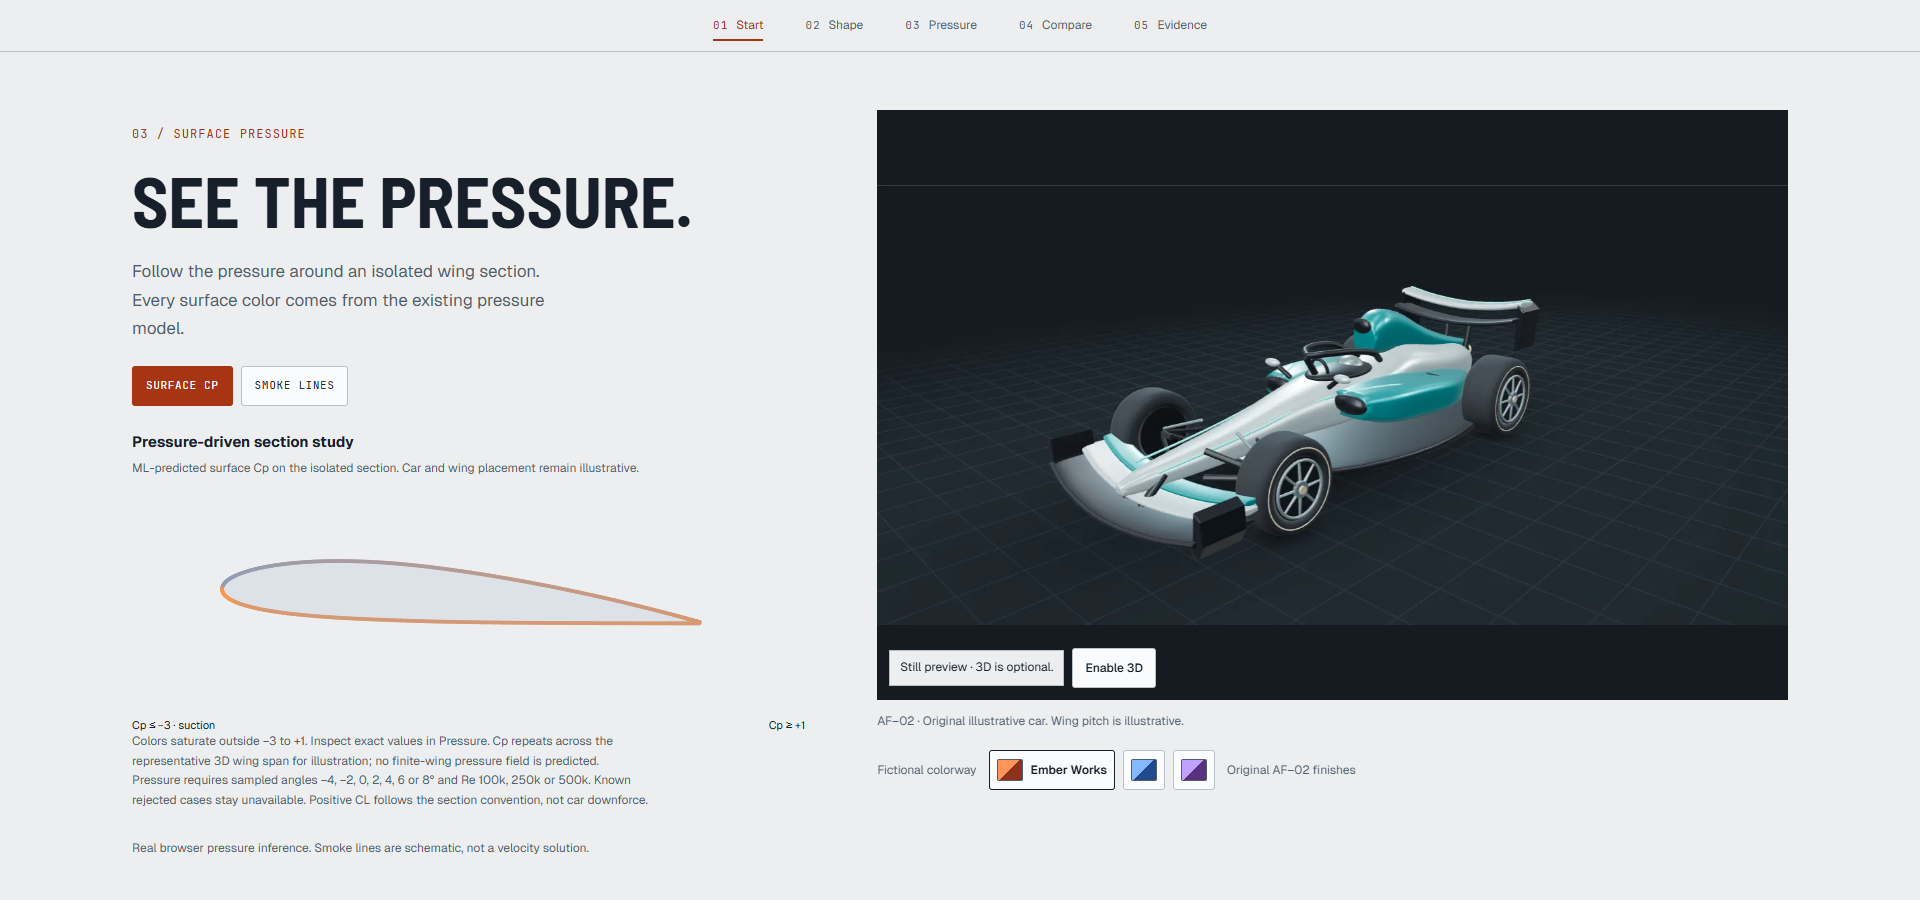 01 Start
02 Shape
03 Pressure
04 Compare
05 Evidence
03 / SURFACE PRESSURE
SEE THE PRESSURE.
Follow the pressure around an isolated wing section.
Every surface color comes from the existing pressure
model.
SURFACE CP
SMOKE LINES
Pressure-driven section study
ML-predicted surface Cp on the isolated section. Car and wing placement remain illustrative.
Cp ≤ −3 · suction
Cp ≥ +1
Colors saturate outside −3 to +1. Inspect exact values in Pressure. Cp repeats across the
representative 3D wing span for illustration; no finite-wing pressure field is predicted.
Pressure requires sampled angles −4, −2, 0, 2, 4, 6 or 8° and Re 100k, 250k or 500k. Known
rejected cases stay unavailable. Positive CL follows the section convention, not car downforce.
Real browser pressure inference. Smoke lines are schematic, not a velocity solution.
Still preview · 3D is optional.
Enable 3D
AF−02 · Original illustrative car. Wing pitch is illustrative.
Fictional colorway
Ember Works
Original AF−02 finishes